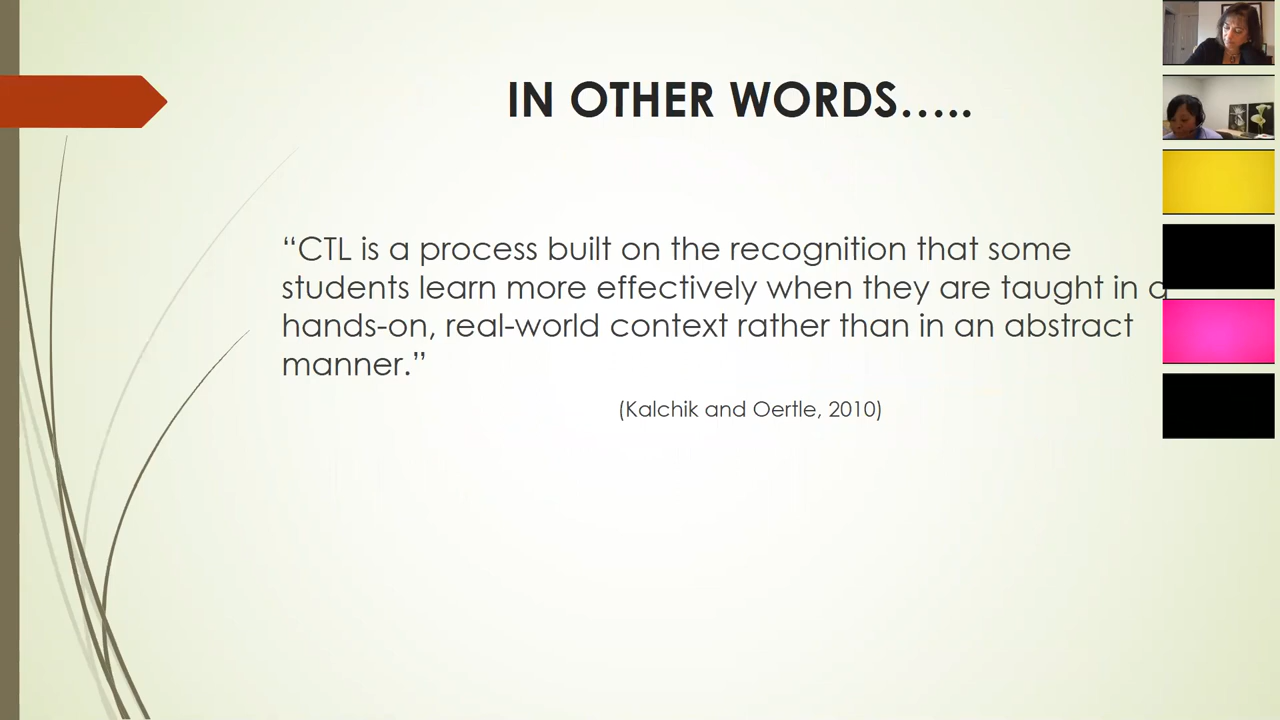 IN OTHER WORDS…..
“CTL is a process built on the recognition that some
students learn more effectively when they are taught in a
hands-on, real-world context rather than in an abstract
manner.”
(Kalchik and Oertle, 2010)